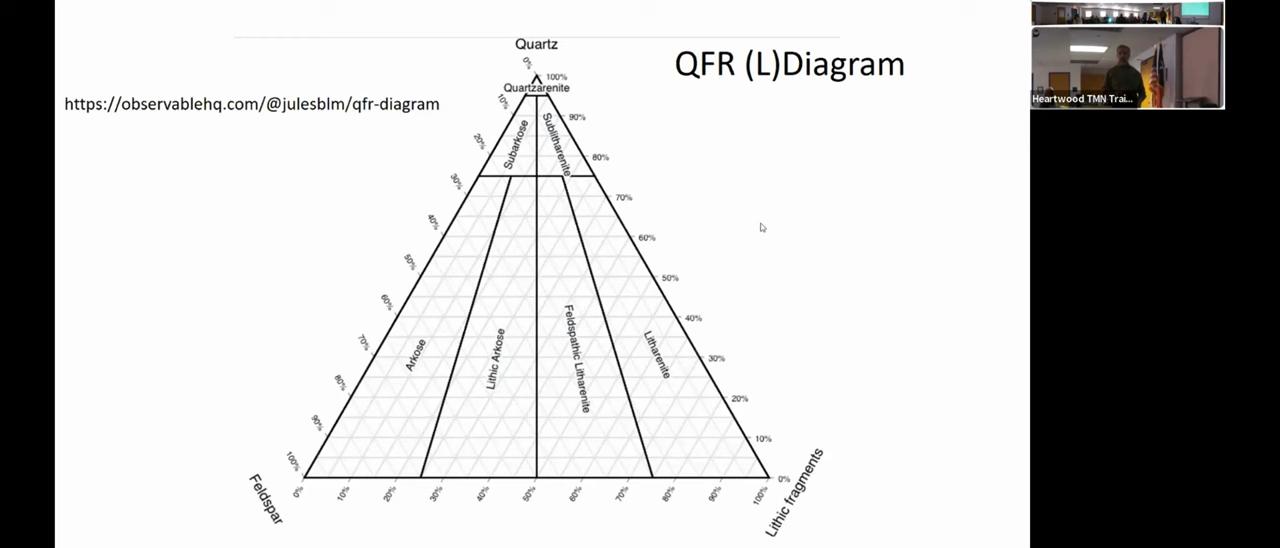 Quartz
QFR (L)Diagram
https://observablehq.com/@julesblm/qfr-diagram
Quartzarenite
Subarkose
Sublitharenite
Arkose
Lithic Arkose
Feldspathic Litharenite
Litharenite
Feldspar
Lithic fragments
0%
10%
20%
30%
40%
50%
60%
70%
80%
90%
100%
100%
90%
80%
70%
60%
50%
40%
30%
20%
10%
0%
0%
10%
20%
30%
40%
50%
60%
70%
80%
90%
100%
Heartwood TMN Trai...